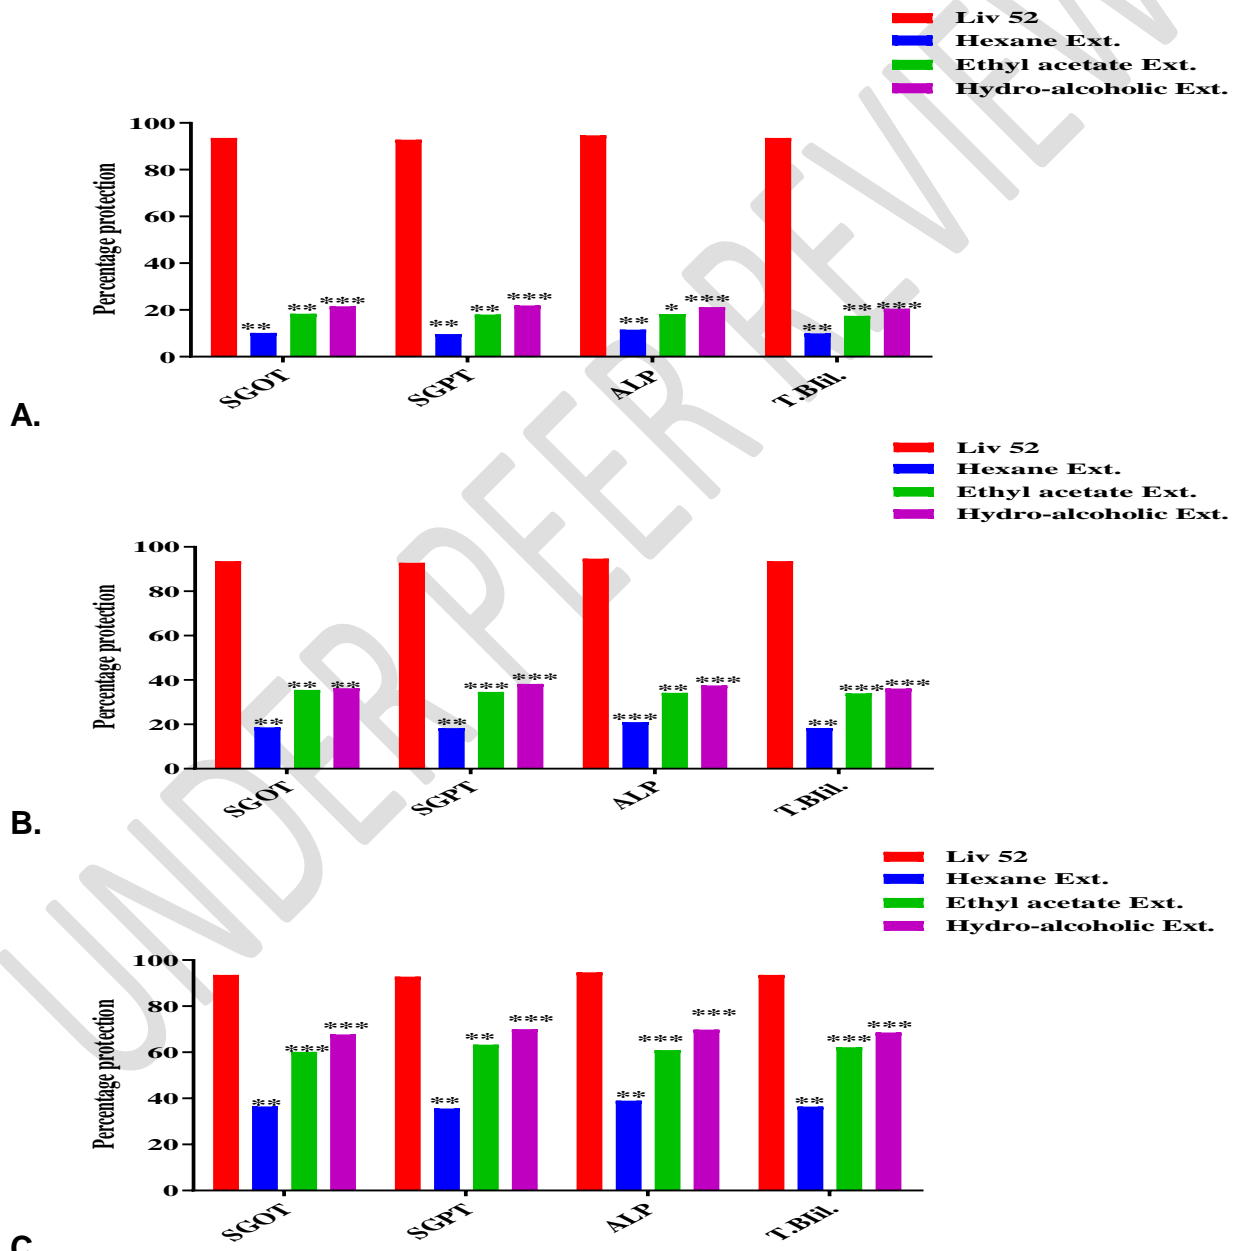 Liv 52
Hexane Ext.
Ethyl acetate Ext.
Hydro-alcoholic Ext.
100
80
60
40
20
0
Percentage protection
** ** *** ** ** *** ** * *** ** ** ***
SGOT SGPT ALP T.BIil.
A.
Liv 52
Hexane Ext.
Ethyl acetate Ext.
Hydro-alcoholic Ext.
100
80
60
40
20
0
Percentage protection
** ** ** ** *** *** *** ** *** ** *** ***
SGOT SGPT ALP T.BIil.
B.
Liv 52
Hexane Ext.
Ethyl acetate Ext.
Hydro-alcoholic Ext.
100
80
60
40
20
0
Percentage protection
** *** *** ** ** *** ** *** *** ** *** ***
SGOT SGPT ALP T.BIil.
C
UNDER PEER REVIEW